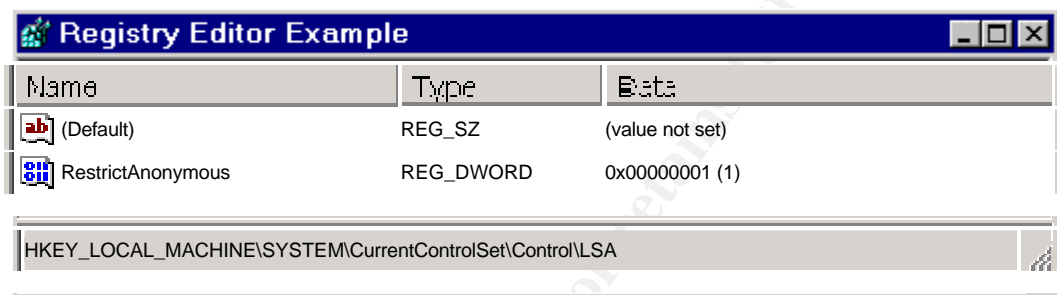 Registry Editor Example
Name Type Data
(Default) REG_SZ (value not set)
RestrictAnonymous REG_DWORD 0x00000001 (1)
HKEY_LOCAL_MACHINE\SYSTEM\CurrentControlSet\Control\LSA